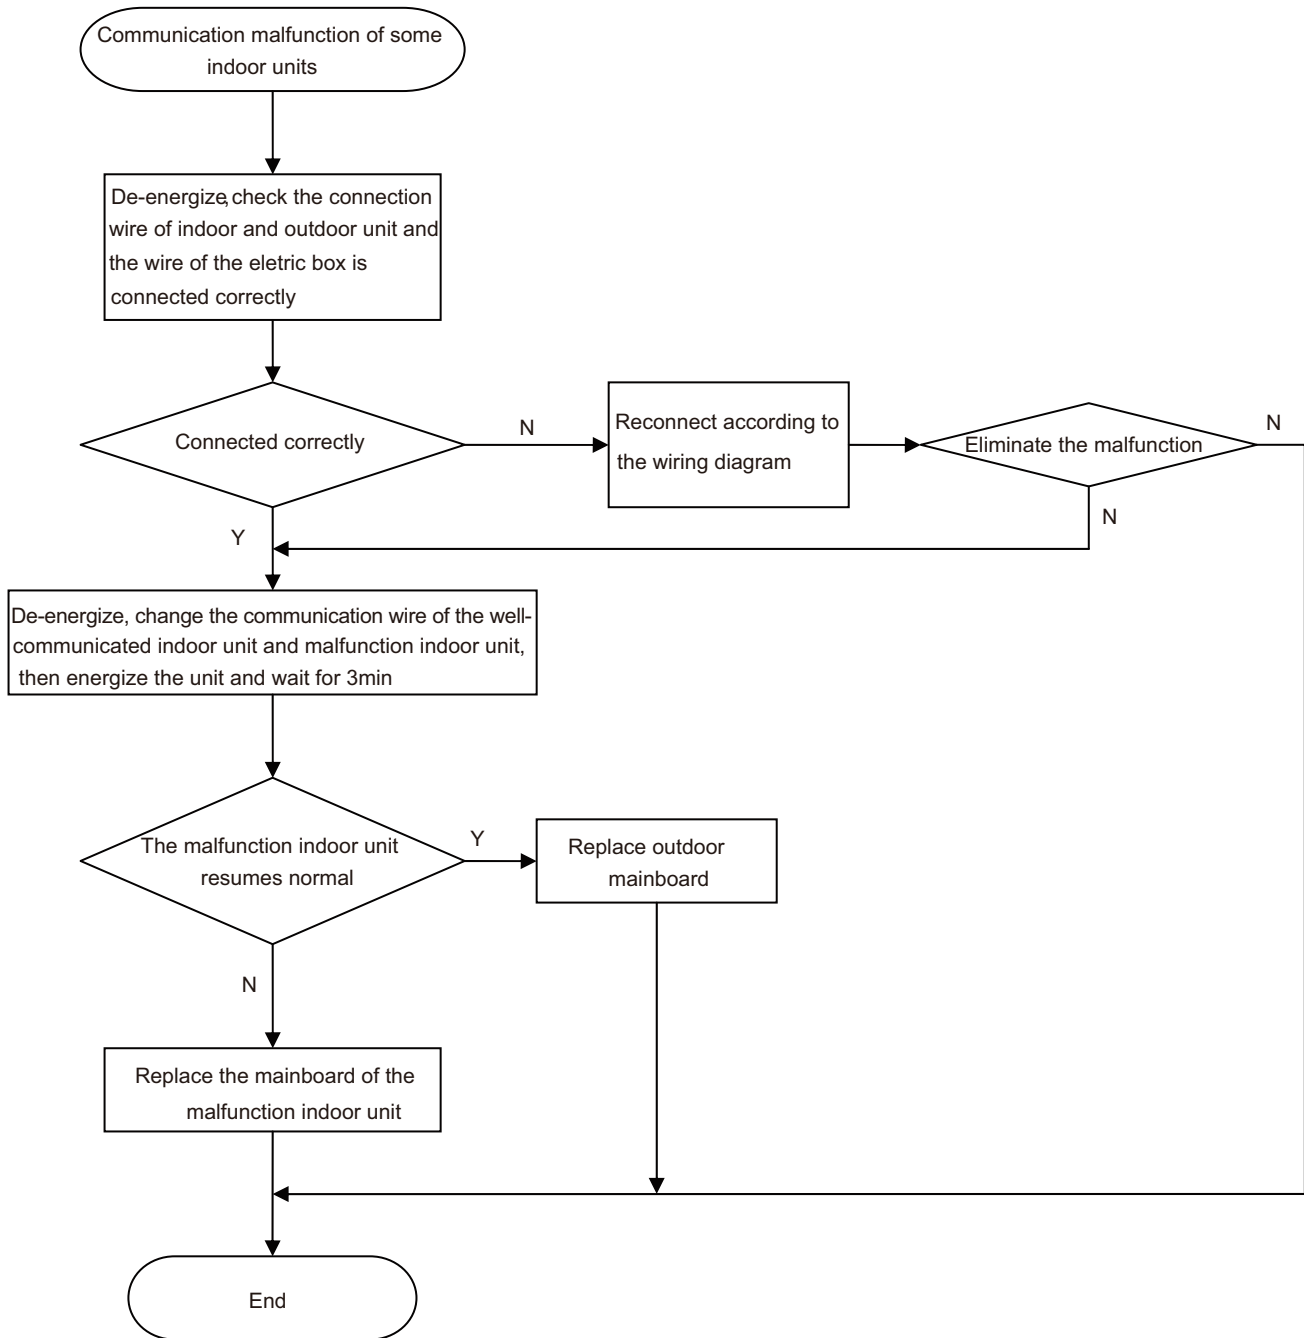 Communication malfunction of some
indoor units
De-energize,check the connection
wire of indoor and outdoor unit and
the wire of the eletric box is
connected correctly
Connected correctly
N
Reconnect according to
the wiring diagram
Eliminate the malfunction
N
N
Y
De-energize, change the communication wire of the well-
communicated indoor unit and malfunction indoor unit,
then energize the unit and wait for 3min
The malfunction indoor unit
resumes normal
Y
Replace outdoor
mainboard
N
Replace the mainboard of the
malfunction indoor unit
End